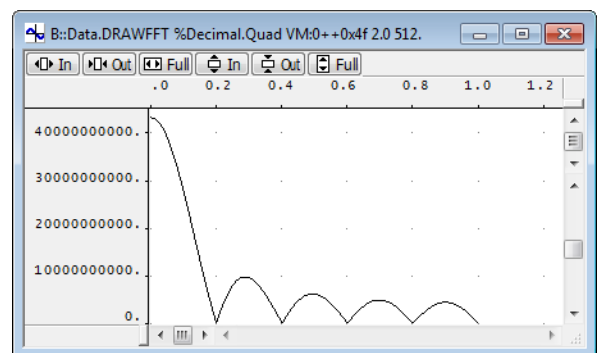 B::Data.DRAWFFT %Decimal.Quad VM:0++0x4f 2.0 512.
In Out Full In Out Full
.0 0.2 0.4 0.6 0.8 1.0 1.2
40000000000.
30000000000.
20000000000.
10000000000.
0.